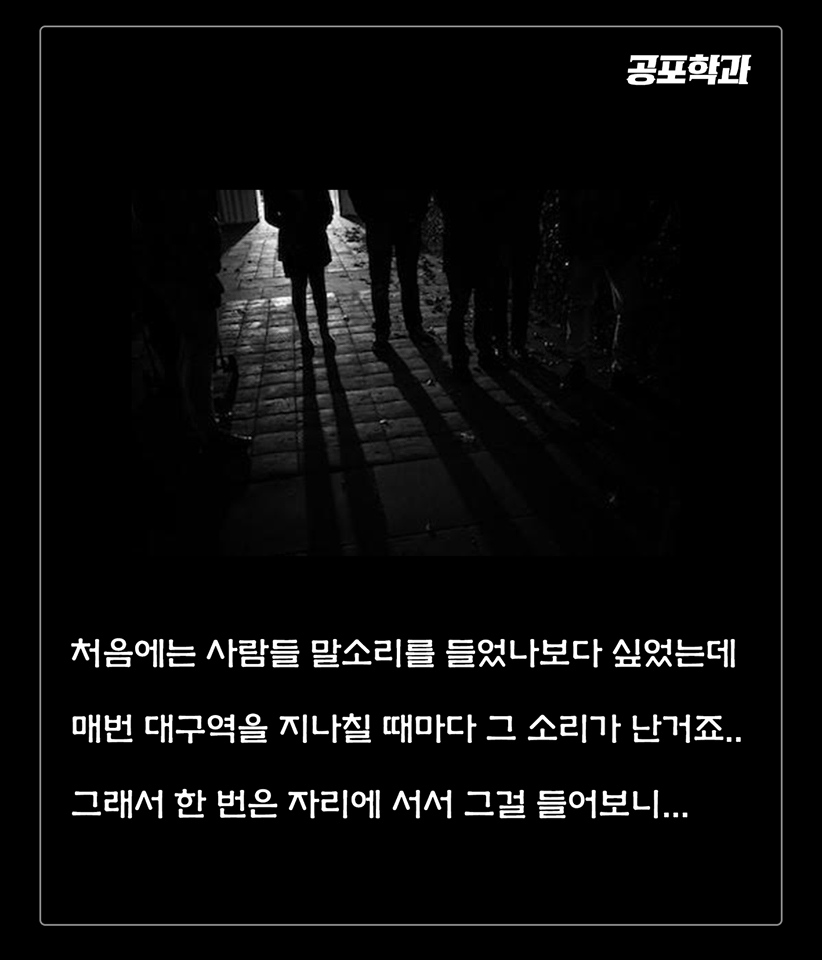 공포학과
처음에는 사람들 말소리를 들었나보다 싶었는데
매번 대구역을 지나칠 때마다 그 소리가 난거죠..
그래서 한 번은 자리에 서서 그걸 들어보니...